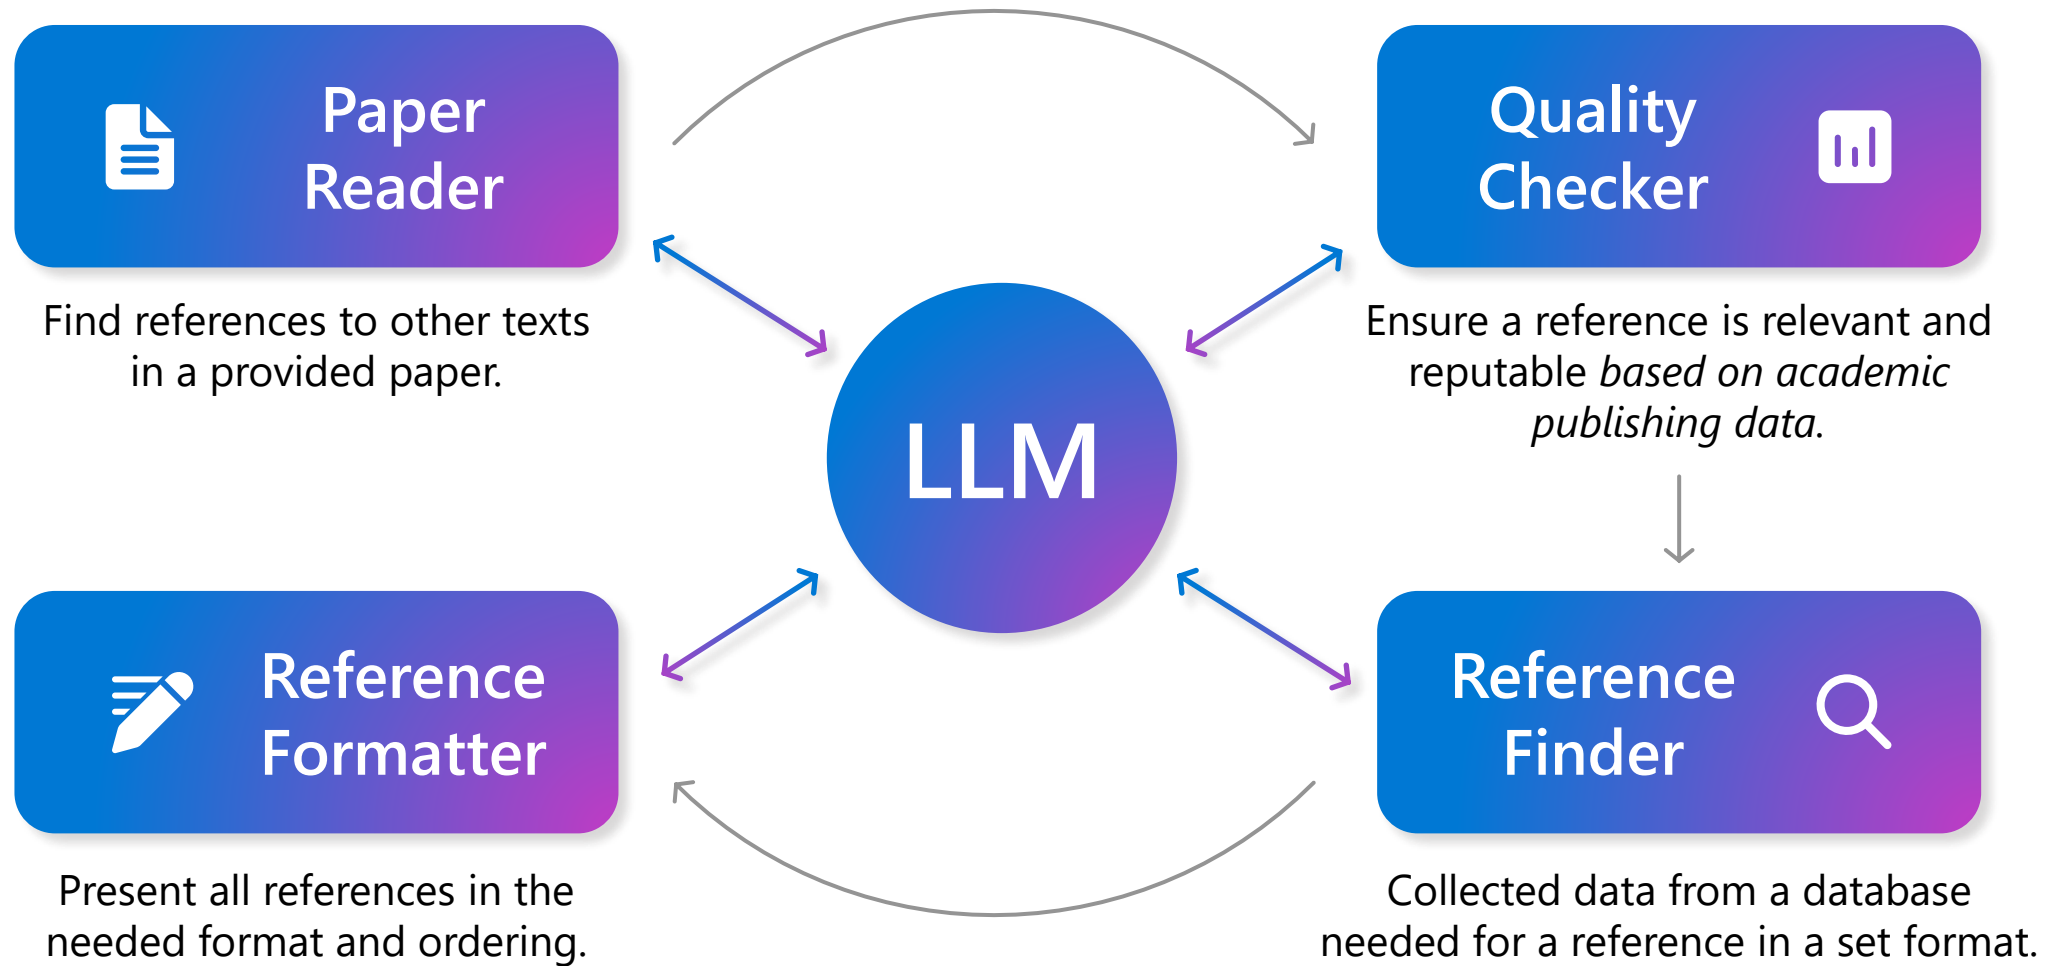 Paper
Reader
Find references to other texts
in a provided paper.
Quality
Checker
Ensure a reference is relevant and
reputable based on academic
publishing data.
LLM
Reference
Formatter
Present all references in the
needed format and ordering.
Reference
Finder
Collected data from a database
needed for a reference in a set format.